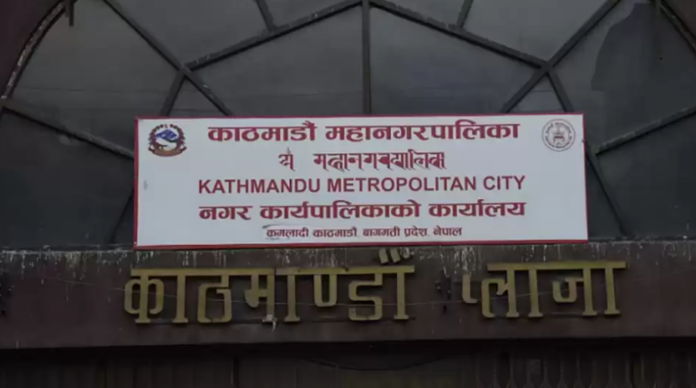 काठमाडौं महानगरपालिका
KATHMANDU METROPOLITAN CITY
नगर कार्यपालिकाको कार्यालय
कमलादी काठमाडौं, बागमती प्रदेश, नेपाल
काठमाण्डौं प्लाजा